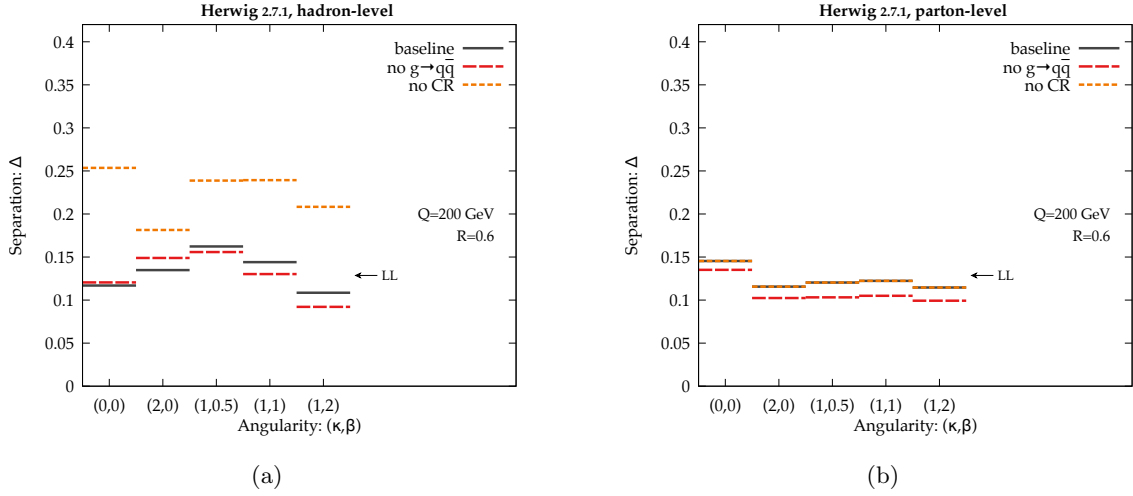 Herwig 2.7.1, hadron-level
baseline
no g→qq̅
no CR
Separation: Δ
0.4
0.35
0.3
0.25
0.2
0.15
0.1
0.05
0
Q=200 GeV
R=0.6
← LL
(0,0) (2,0) (1,0.5) (1,1) (1,2)
Angularity: (κ,β)
(a)
Herwig 2.7.1, parton-level
baseline
no g→qq̅
no CR
Separation: Δ
0.4
0.35
0.3
0.25
0.2
0.15
0.1
0.05
0
Q=200 GeV
R=0.6
← LL
(0,0) (2,0) (1,0.5) (1,1) (1,2)
Angularity: (κ,β)
(b)